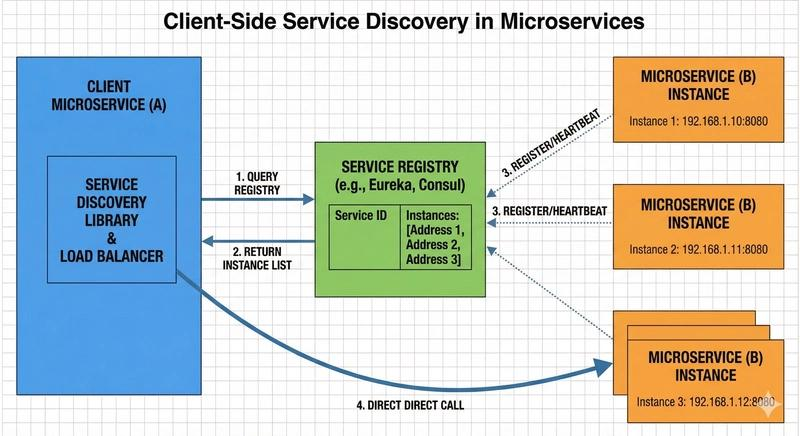 Client-Side Service Discovery in Microservices
CLIENT
MICROSERVICE (A)
SERVICE
DISCOVERY
LIBRARY
&
LOAD BALANCER
1. QUERY
REGISTRY
2. RETURN
INSTANCE LIST
SERVICE REGISTRY
(e.g., Eureka, Consul)
Service ID
Instances:
[Address 1,
Address 2,
Address 3]
3. REGISTER/HEARTBEAT
3. REGISTER/HEARTBEAT
MICROSERVICE (B)
INSTANCE
Instance 1: 192.168.1.10:8080
MICROSERVICE (B)
INSTANCE
Instance 2: 192.168.1.11:8080
MICROSERVICE (B)
INSTANCE
Instance 3: 192.168.1.12:8080
4. DIRECT DIRECT CALL